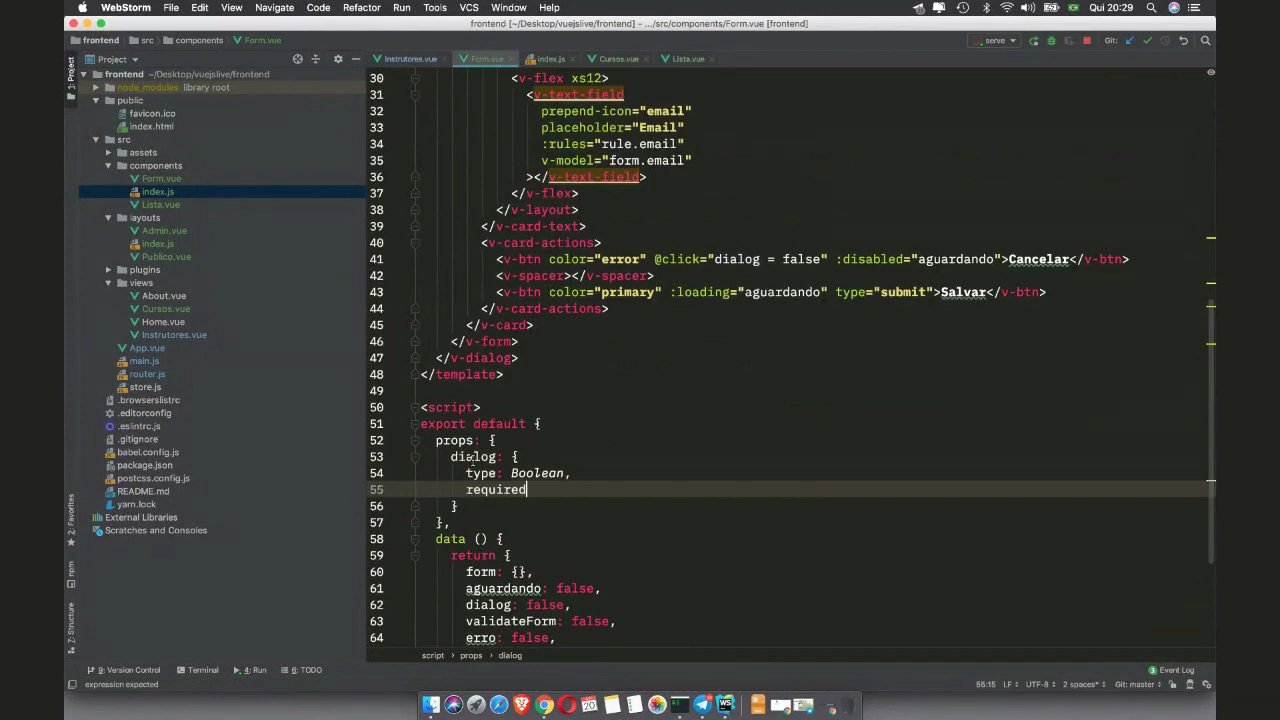 WebStorm File Edit View Navigate Code Refactor Run Tools VCS Window Help Qui 20:29
frontend [~/Desktop/vuejslive/frontend] - .../src/components/Form.vue [frontend]
frontend src components Form.vue serve Git:
Project Instrutores.vue Form.vue index.js Cursos.vue Lista.vue
1: Project
frontend ~/Desktop/vuejslive/frontend
node_modules library root
public
favicon.ico
index.html
src
assets
components
Form.vue
index.js
Lista.vue
layouts
Admin.vue
index.js
Publico.vue
plugins
views
About.vue
Cursos.vue
Home.vue
Instrutores.vue
App.vue
main.js
router.js
store.js
.browserslistrc
.editorconfig
.eslintrc.js
.gitignore
babel.config.js
package.json
postcss.config.js
README.md
yarn.lock
External Libraries
Scratches and Consoles
2: Favorites
npm
7: Structure
30 <v-flex xs12>
31 <v-text-field
32 prepend-icon="email"
33 placeholder="Email"
34 :rules="rule.email"
35 v-model="form.email"
36 ></v-text-field>
37 </v-flex>
38 </v-layout>
39 </v-card-text>
40 <v-card-actions>
41 <v-btn color="error" @click="dialog = false" :disabled="aguardando">Cancelar</v-btn>
42 <v-spacer></v-spacer>
43 <v-btn color="primary" :loading="aguardando" type="submit">Salvar</v-btn>
44 </v-card-actions>
45 </v-card>
46 </v-form>
47 </v-dialog>
48 </template>
49
50 <script>
51 export default {
52 props: {
53 dialog: {
54 type: Boolean,
55 required
56 }
57 },
58 data () {
59 return {
60 form: {},
61 aguardando: false,
62 dialog: false,
63 validateForm: false,
64 erro: false,
script props dialog
9: Version Control Terminal 4: Run 6: TODO 3 Event Log
expression expected 55:15 LF UTF-8 2 spaces* Git: master